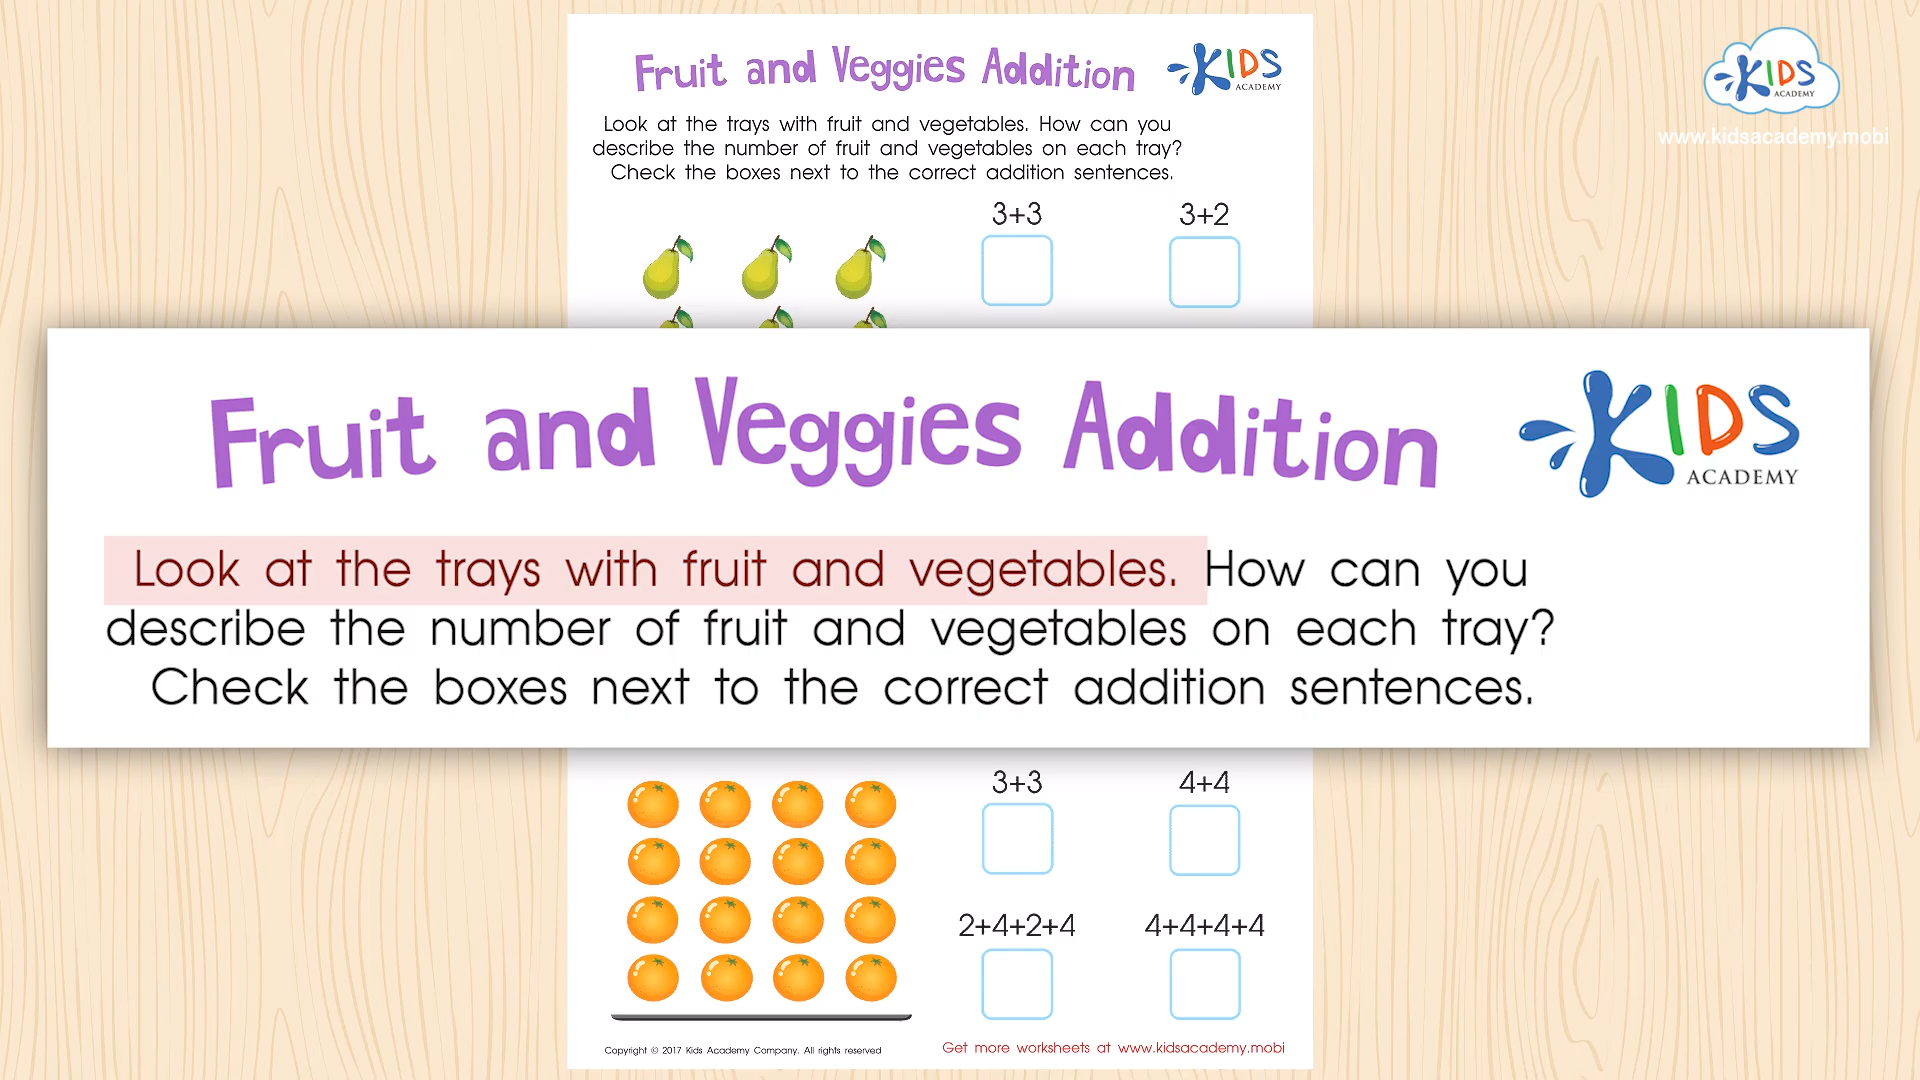 Fruit and Veggies Addition
KIDS
ACADEMY
Look at the trays with fruit and vegetables. How can you
describe the number of fruit and vegetables on each tray?
Check the boxes next to the correct addition sentences.
3+3
3+2
KIDS
ACADEMY
www.kidsacademy.mobi
Fruit and Veggies Addition
KIDS
ACADEMY
Look at the trays with fruit and vegetables. How can you
describe the number of fruit and vegetables on each tray?
Check the boxes next to the correct addition sentences.
3+3
4+4
2+4+2+4
4+4+4+4
Copyright © 2017 Kids Academy Company. All rights reserved
Get more worksheets at www.kidsacademy.mobi